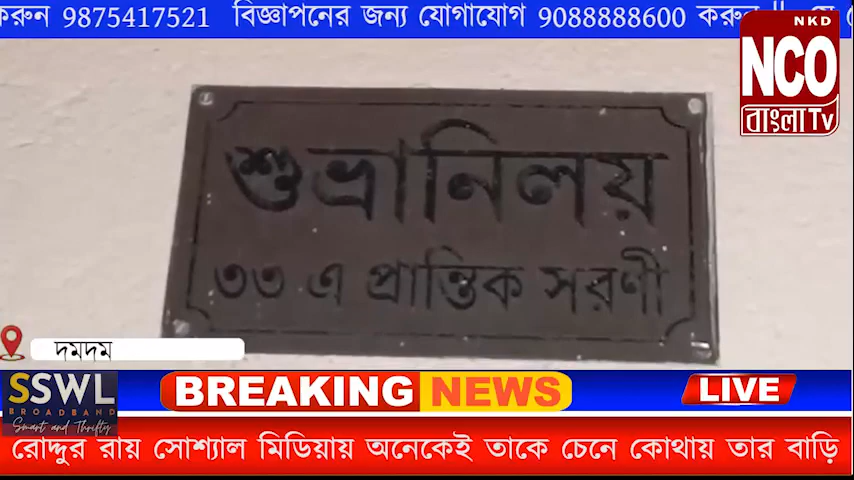 করুন 9875417521 বিজ্ঞাপনের জন্য যোগাযোগ 9088888600 করুন ॥
NKD
NCO
বাংলা Tv
শুভ্রানিলয়
৩৩ এ প্রান্তিক সরণী
দমদম
SSWL
BROADBAND
Smart and Thrifty
BREAKING NEWS
LIVE
রোদ্দুর রায় সোশ্যাল মিডিয়ায় অনেকেই তাকে চেনে কোথায় তার বাড়ি